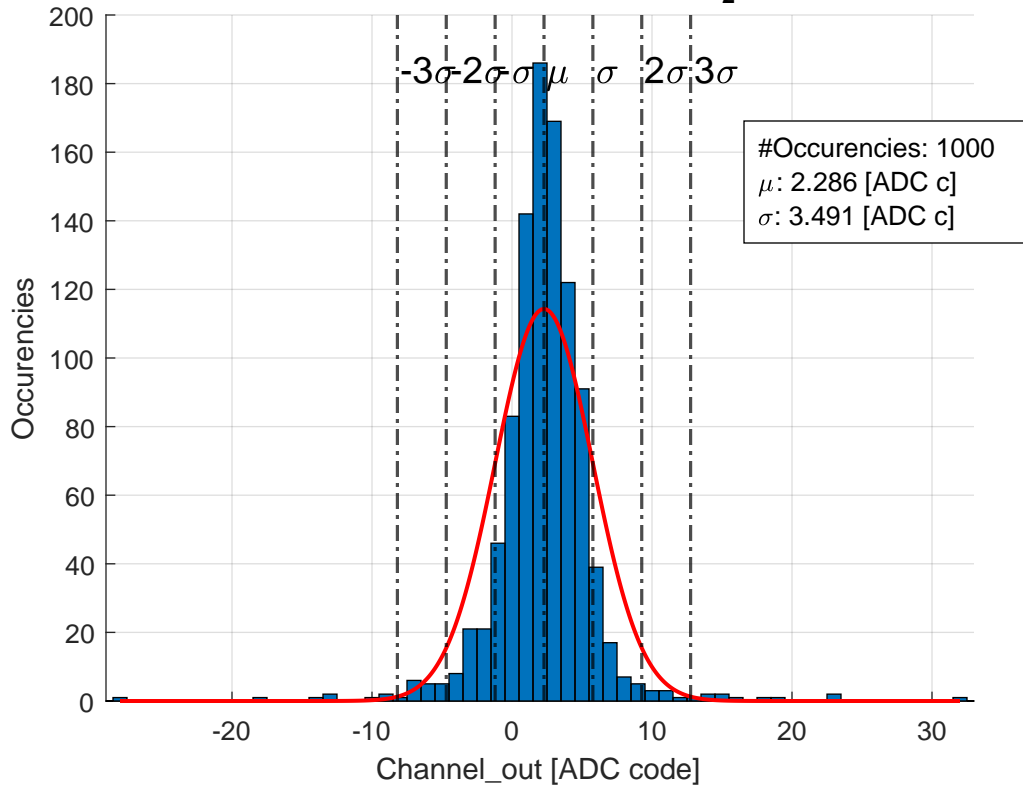 2
200
180
160
140
120
100
80
60
40
20
0
-3σ -2σ -σ μ σ 2σ 3σ
#Occurencies: 1000
μ: 2.286 [ADC c]
σ: 3.491 [ADC c]
Occurencies
-20 -10 0 10 20 30
Channel_out [ADC code]